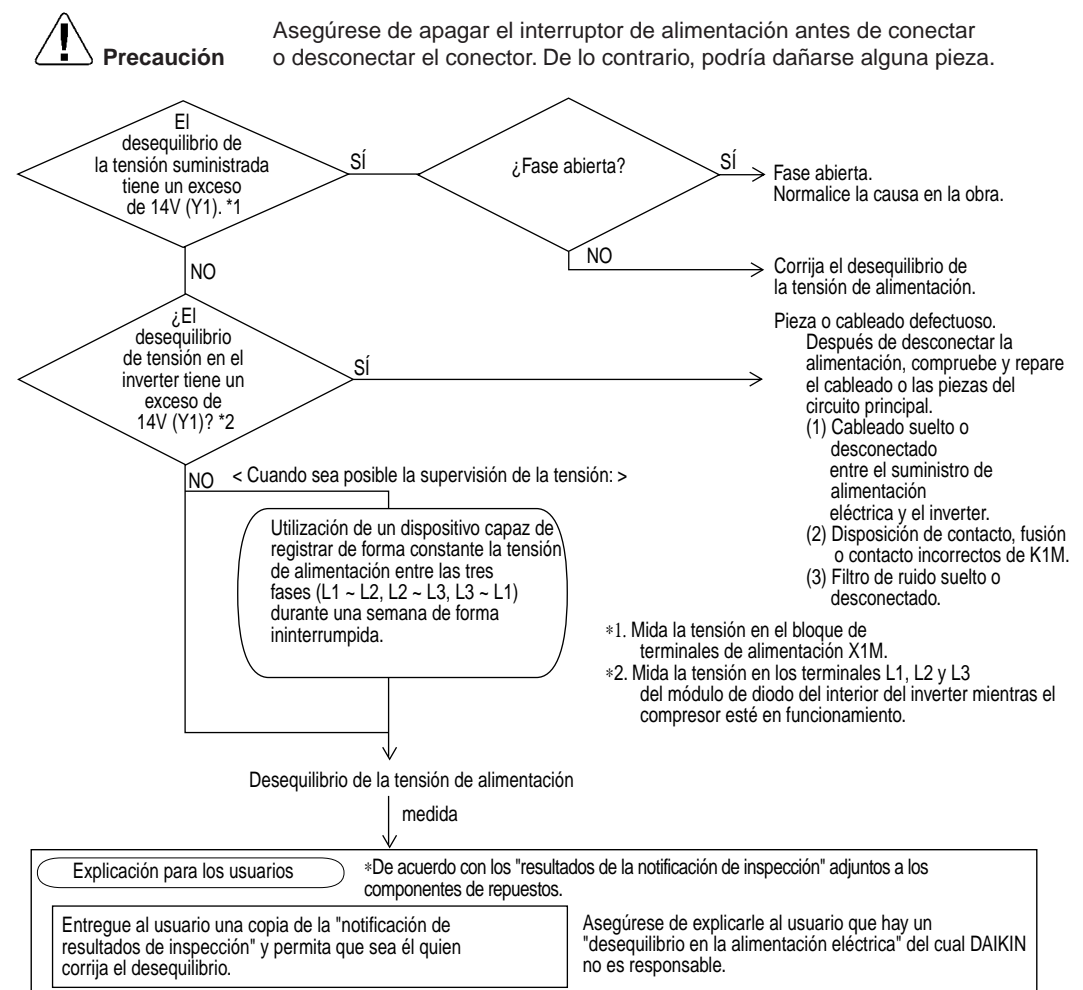 Precaución
Asegúrese de apagar el interruptor de alimentación antes de conectar
o desconectar el conector. De lo contrario, podría dañarse alguna pieza.
El
desequilibrio de
la tensión suministrada
tiene un exceso
de 14V (Y1). *1
SÍ
¿Fase abierta?
SÍ
Fase abierta.
Normalice la causa en la obra.
NO
Corrija el desequilibrio de
la tensión de alimentación.
NO
¿El
desequilibrio
de tensión en el
inverter tiene un
exceso de
14V (Y1)? *2
SÍ
Pieza o cableado defectuoso.
Después de desconectar la
alimentación, compruebe y repare
el cableado o las piezas del
circuito principal.
(1) Cableado suelto o
desconectado
entre el suministro de
alimentación
eléctrica y el inverter.
(2) Disposición de contacto, fusión
o contacto incorrectos de K1M.
(3) Filtro de ruido suelto o
desconectado.
NO
< Cuando sea posible la supervisión de la tensión: >
Utilización de un dispositivo capaz de
registrar de forma constante la tensión
de alimentación entre las tres
fases (L1 ~ L2, L2 ~ L3, L3 ~ L1)
durante una semana de forma
ininterrumpida.
*1. Mida la tensión en el bloque de
terminales de alimentación X1M.
*2. Mida la tensión en los terminales L1, L2 y L3
del módulo de diodo del interior del inverter mientras el
compresor esté en funcionamiento.
Desequilibrio de la tensión de alimentación
medida
Explicación para los usuarios
*De acuerdo con los "resultados de la notificación de inspección" adjuntos a los
componentes de repuestos.
Entregue al usuario una copia de la "notificación de
resultados de inspección" y permita que sea él quien
corrija el desequilibrio.
Asegúrese de explicarle al usuario que hay un
"desequilibrio en la alimentación eléctrica" del cual DAIKIN
no es responsable.